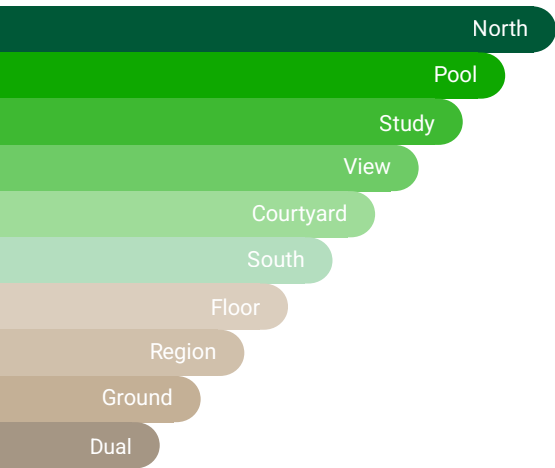 North
Pool
Study
View
Courtyard
South
Floor
Region
Ground
Dual